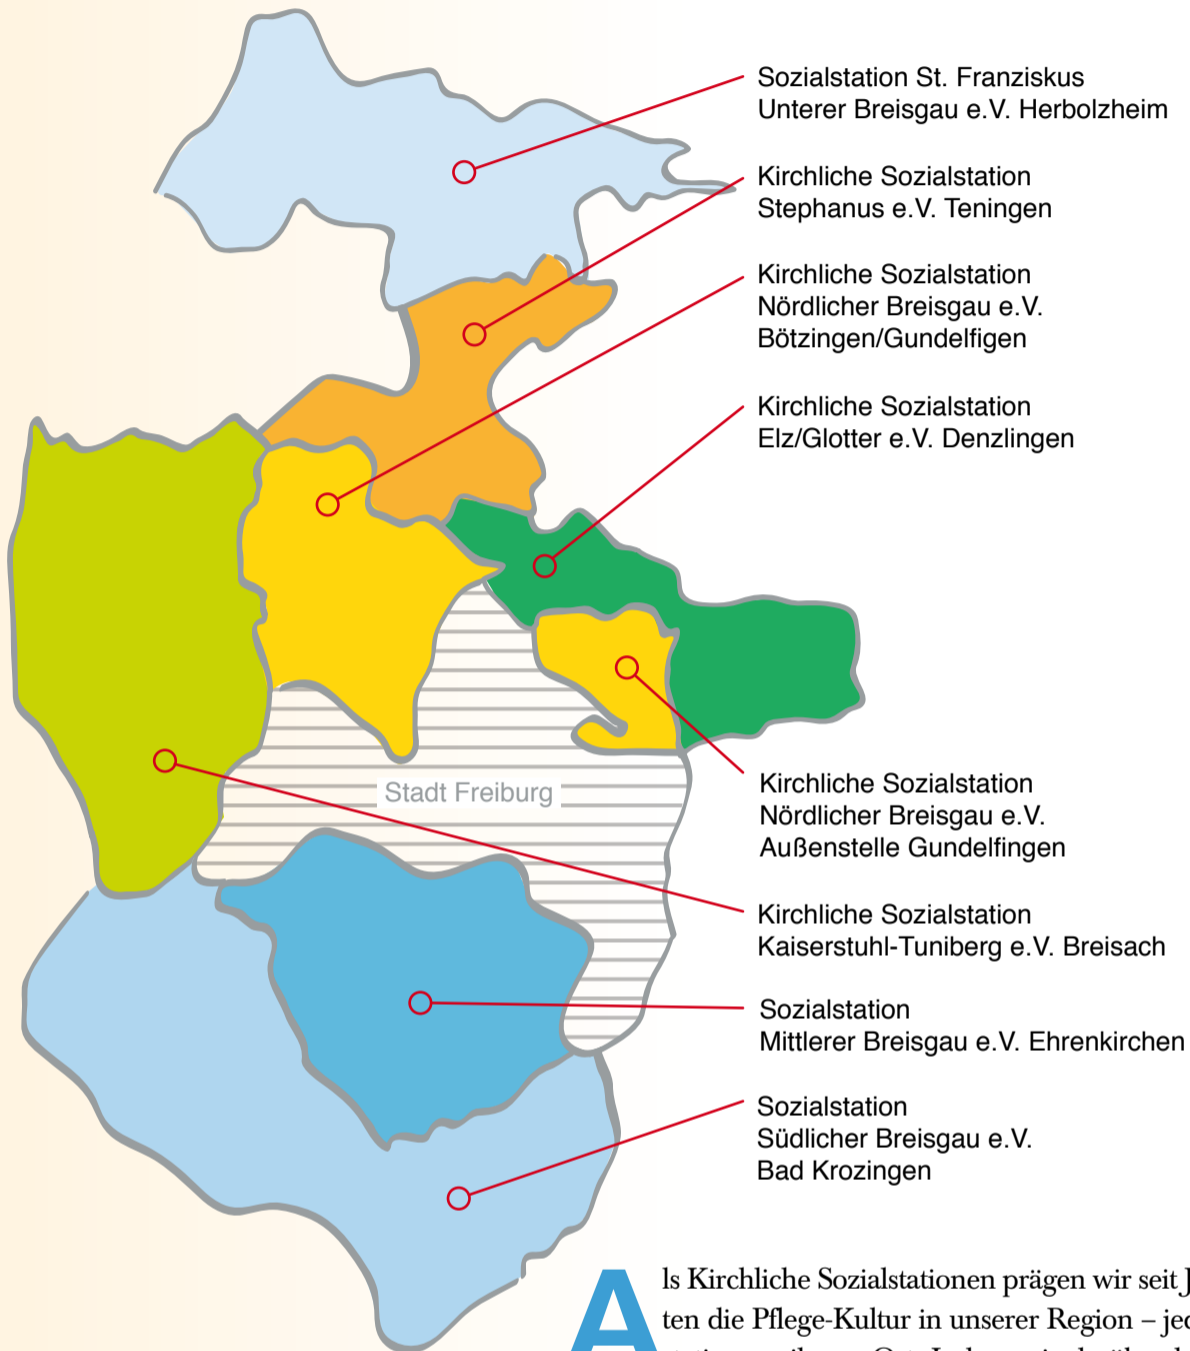 Sozialstation St. Franziskus
Unterer Breisgau e.V. Herbolzheim
Kirchliche Sozialstation
Stephanus e.V. Teningen
Kirchliche Sozialstation
Nördlicher Breisgau e.V.
Bötzingen/Gundelfigen
Kirchliche Sozialstation
Elz/Glotter e.V. Denzlingen
Stadt Freiburg
Kirchliche Sozialstation
Nördlicher Breisgau e.V.
Außenstelle Gundelfingen
Kirchliche Sozialstation
Kaiserstuhl-Tuniberg e.V. Breisach
Sozialstation
Mittlerer Breisgau e.V. Ehrenkirchen
Sozialstation
Südlicher Breisgau e.V.
Bad Krozingen
Als Kirchliche Sozialstationen prägen wir seit J
ten die Pflege-Kultur in unserer Region – jed